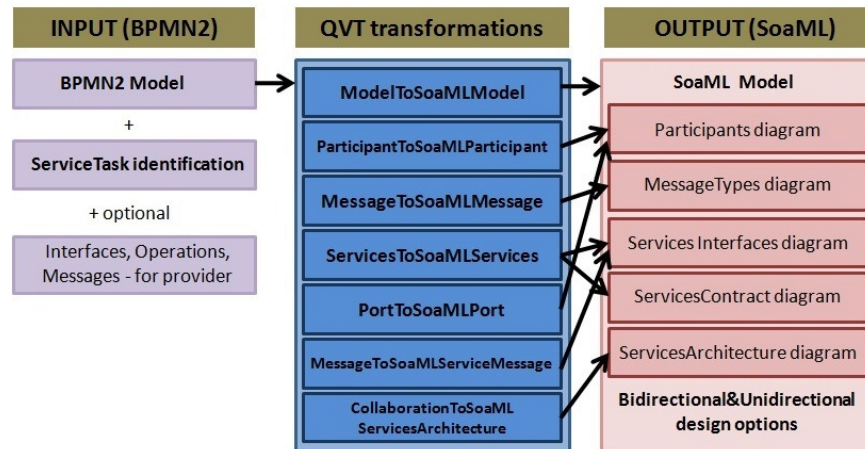 INPUT (BPMN2)
BPMN2 Model
+
ServiceTask identification
+ optional
Interfaces, Operations,
Messages - for provider
QVT transformations
ModelToSoaMLModel
ParticipantToSoaMLParticipant
MessageToSoaMLMessage
ServicesToSoaMLServices
PortToSoaMLPort
MessageToSoaMLServiceMessage
CollaborationToSoaML
ServicesArchitecture
OUTPUT (SoaML)
SoaML Model
Participants diagram
MessageTypes diagram
Services Interfaces diagram
ServicesContract diagram
ServicesArchitecture diagram
Bidirectional&Unidirectional
design options